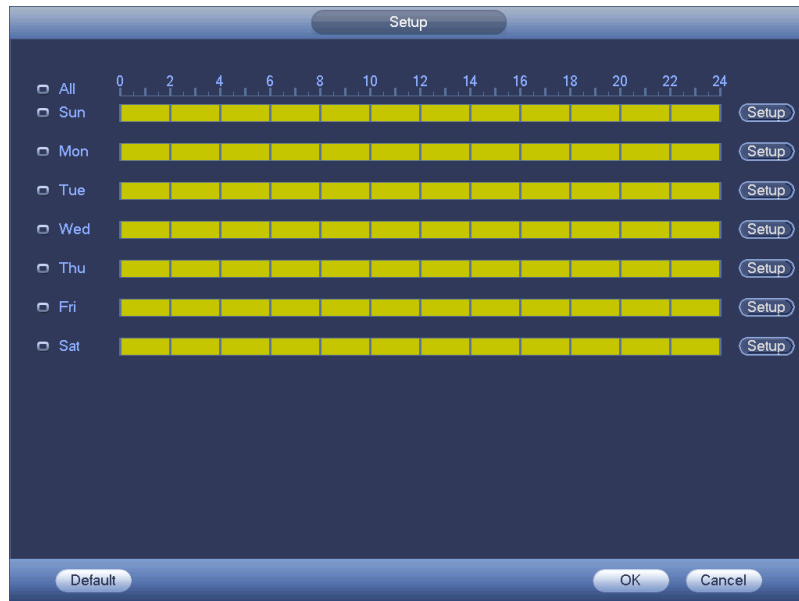 Setup
All 0 2 4 6 8 10 12 14 16 18 20 22 24
Sun Setup
Mon Setup
Tue Setup
Wed Setup
Thu Setup
Fri Setup
Sat Setup
Default OK Cancel